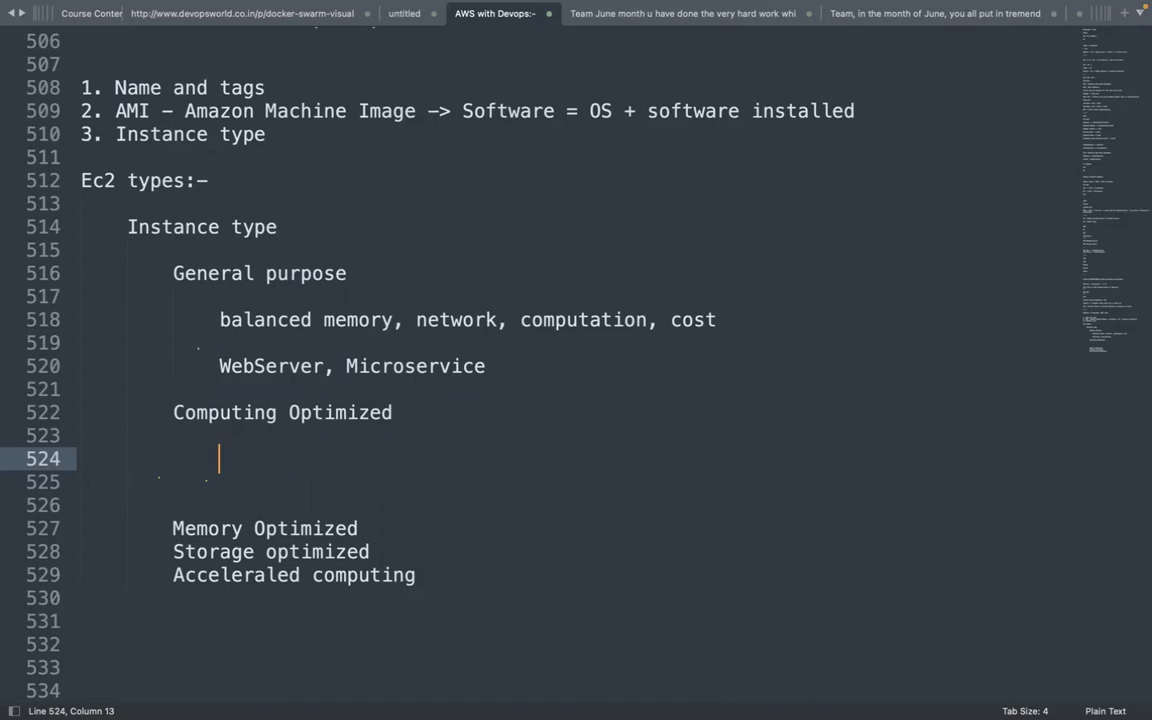 Course Center
http://www.devopsworld.co.in/p/docker-swarm-visual
untitled
AWS with Devops:-
Team June month u have done the very hard work whi
Team, in the month of June, you all put in tremend
506
507
508 1. Name and tags
509 2. AMI - Amazon Machine Image -> Software = OS + software installed
510 3. Instance type
511
512 Ec2 types:-
513
514 Instance type
515
516 General purpose
517
518 balanced memory, network, computation, cost
519
520 WebServer, Microservice
521
522 Computing Optimized
523
524
525
526
527 Memory Optimized
528 Storage optimized
529 Acceleraled computing
530
531
532
533
534
Line 524, Column 13
Tab Size: 4
Plain Text